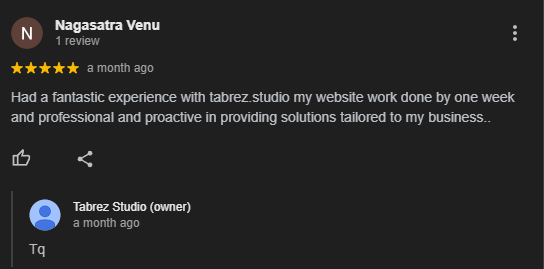 N
Nagasatra Venu
1 review
a month ago
Had a fantastic experience with tabrez.studio my website work done by one week
and professional and proactive in providing solutions tailored to my business..
Tabrez Studio (owner)
a month ago
Tq